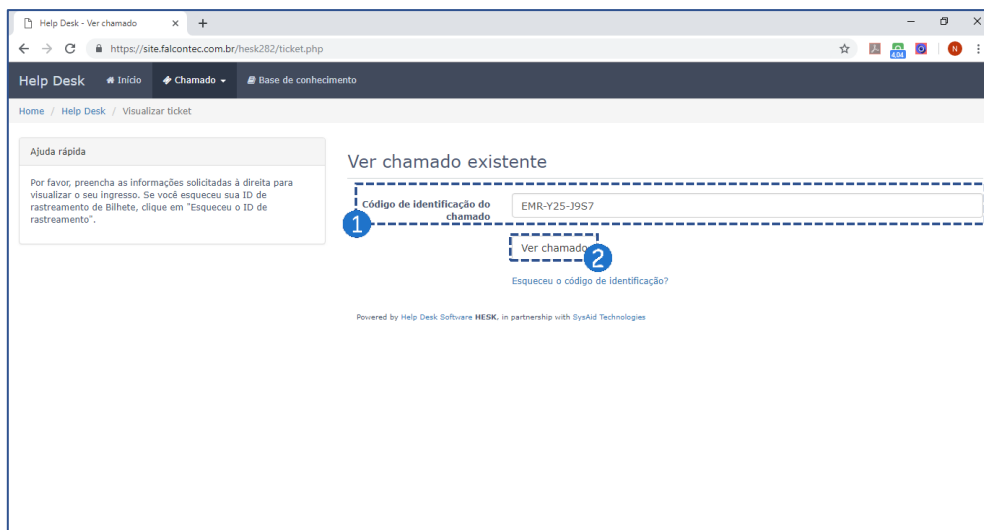 Help Desk - Ver chamado
https://site.falcontec.com.br/hesk282/ticket.php
N
4.04
Help Desk Início Chamado Base de conhecimento
Home / Help Desk / Visualizar ticket
Ajuda rápida
Por favor, preencha as informações solicitadas à direita para
visualizar o seu ingresso. Se você esqueceu sua ID de
rastreamento de Bilhete, clique em "Esqueceu o ID de
rastreamento".
Ver chamado existente
Código de identificação do
chamado
EMR-Y25-J9S7
1
Ver chamado
2
Esqueceu o código de identificação?
Powered by Help Desk Software HESK, in partnership with SysAid Technologies